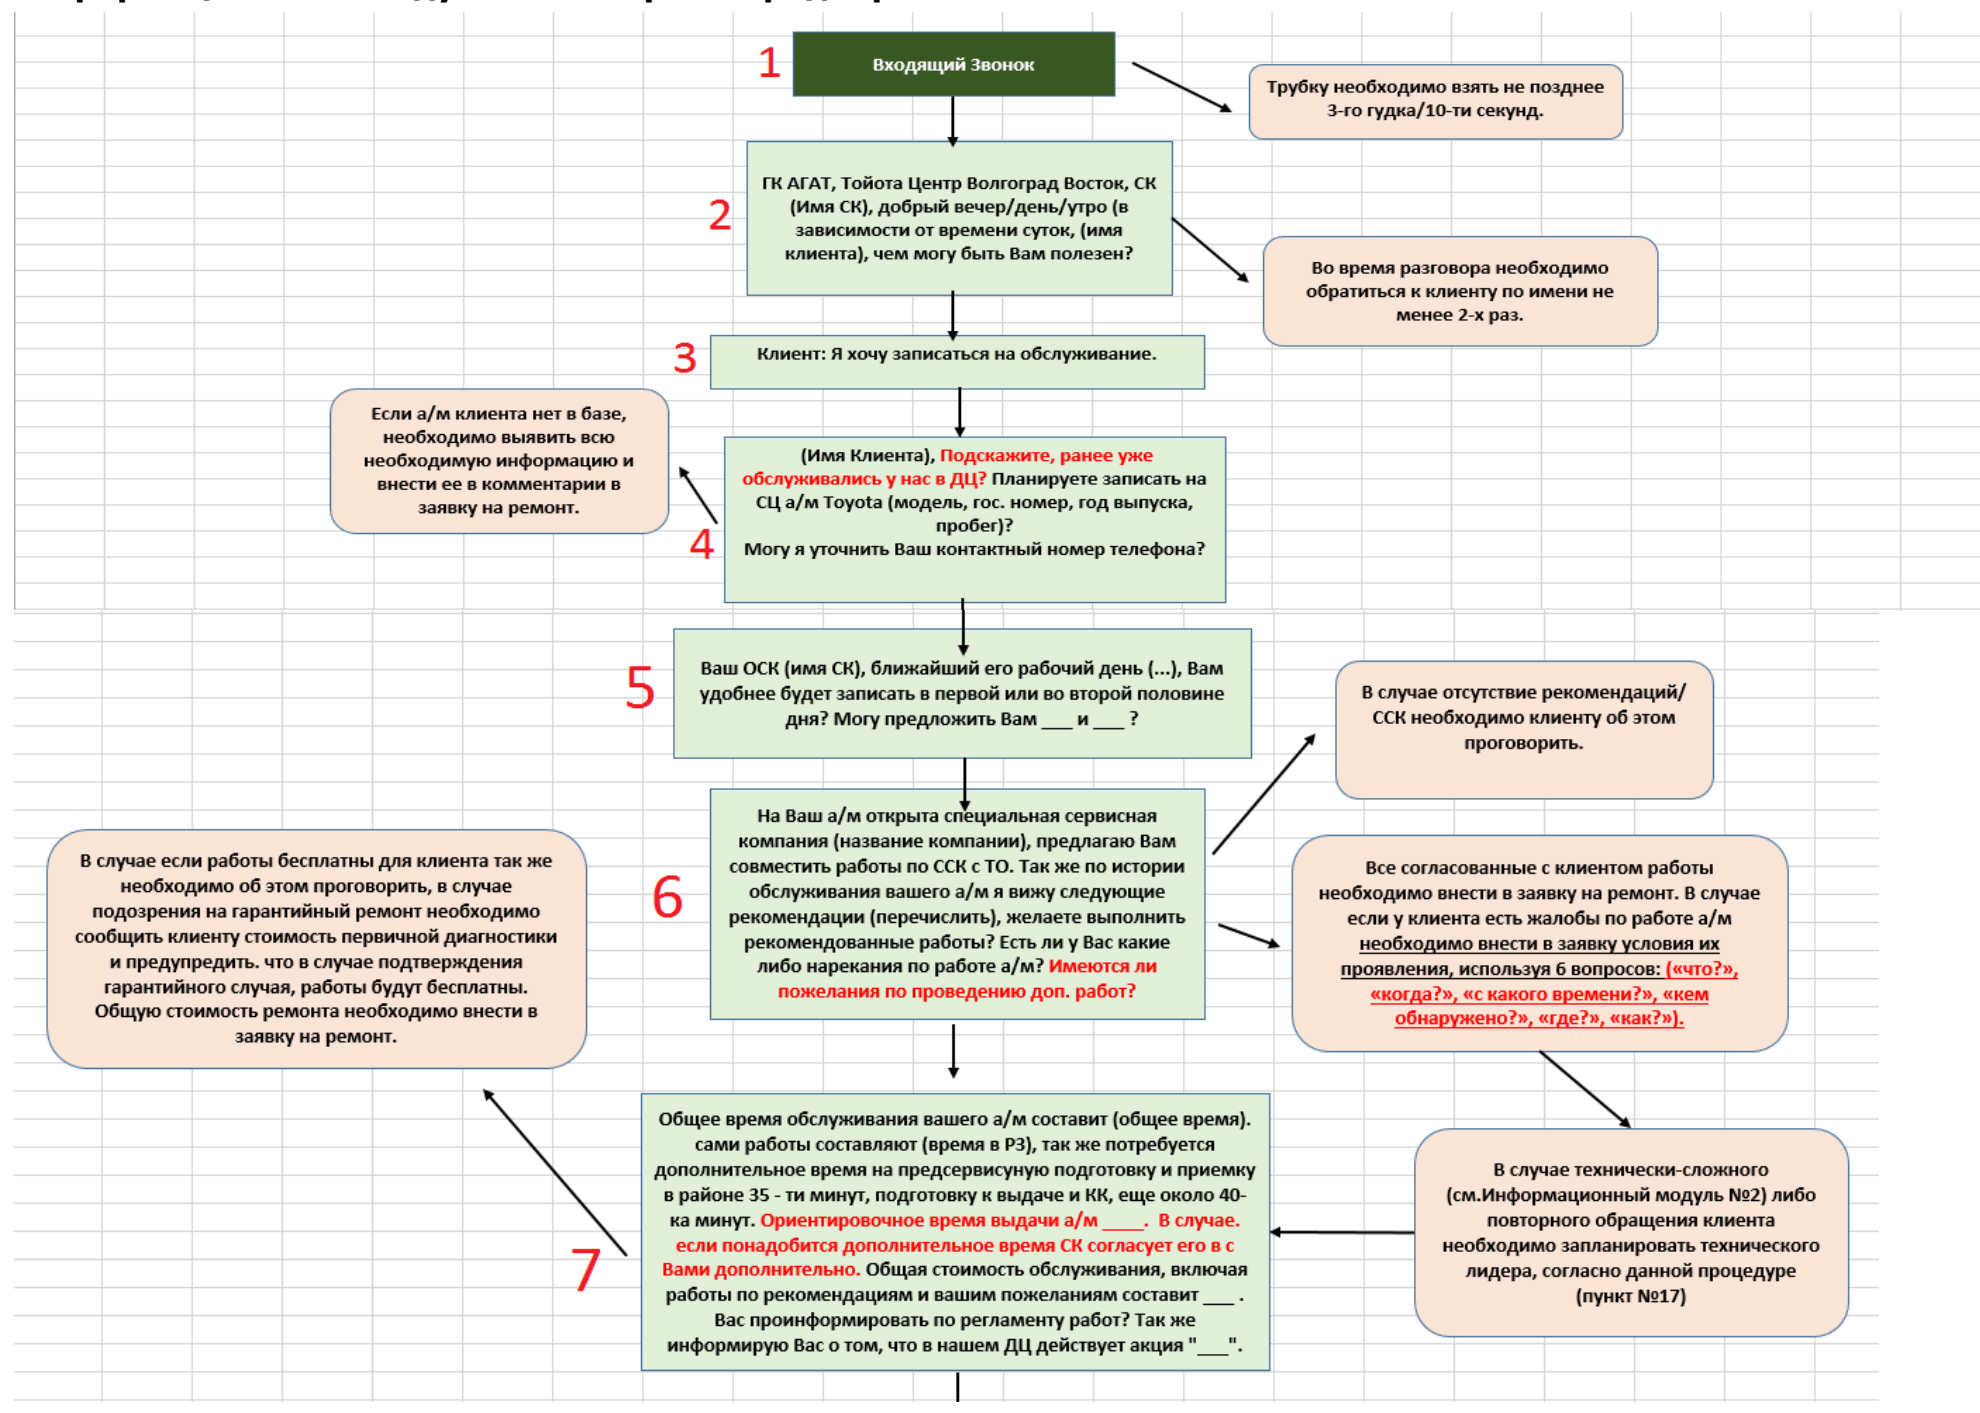 1
Входящий Звонок
Трубку необходимо взять не позднее
3-го гудка/10-ти секунд.
2
ГК АГАТ, Тойота Центр Волгоград Восток, СК
(Имя СК), добрый вечер/день/утро (в
зависимости от времени суток, (имя
клиента), чем могу быть Вам полезен?
Во время разговора необходимо
обратиться к клиенту по имени не
менее 2-х раз.
3
Клиент: Я хочу записаться на обслуживание.
Если а/м клиента нет в базе,
необходимо выявить всю
необходимую информацию и
внести ее в комментарии в
заявку на ремонт.
4
(Имя Клиента), Подскажите, ранее уже
обслуживались у нас в ДЦ? Планируете записать на
СЦ а/м Toyota (модель, гос. номер, год выпуска,
пробег)?
Могу я уточнить Ваш контактный номер телефона?
5
Ваш ОСК (имя СК), ближайший его рабочий день (...), Вам
удобнее будет записать в первой или во второй половине
дня? Могу предложить Вам ___ и ___ ?
В случае отсутствие рекомендаций/
ССК необходимо клиенту об этом
проговорить.
6
На Ваш а/м открыта специальная сервисная
компания (название компании), предлагаю Вам
совместить работы по ССК с ТО. Так же по истории
обслуживания вашего а/м я вижу следующие
рекомендации (перечислить), желаете выполнить
рекомендованные работы? Есть ли у Вас какие
либо нарекания по работе а/м? Имеются ли
пожелания по проведению доп. работ?
Все согласованные с клиентом работы
необходимо внести в заявку на ремонт. В случае
если у клиента есть жалобы по работе а/м
необходимо внести в заявку условия их
проявления, используя 6 вопросов: («что?»,
«когда?», «с какого времени?», «кем
обнаружено?», «где?», «как?»).
В случае если работы бесплатны для клиента так же
необходимо об этом проговорить, в случае
подозрения на гарантийный ремонт необходимо
сообщить клиенту стоимость первичной диагностики
и предупредить. что в случае подтверждения
гарантийного случая, работы будут бесплатны.
Общую стоимость ремонта необходимо внести в
заявку на ремонт.
7
Общее время обслуживания вашего а/м составит (общее время).
сами работы составляют (время в РЗ), так же потребуется
дополнительное время на предсервисуную подготовку и приемку
в районе 35 - ти минут, подготовку к выдаче и КК, еще около 40-
ка минут. Ориентировочное время выдачи а/м ____. В случае.
если понадобится дополнительное время СК согласует его в с
Вами дополнительно. Общая стоимость обслуживания, включая
работы по рекомендациям и вашим пожеланиям составит ___ .
Вас проинформировать по регламенту работ? Так же
информирую Вас о том, что в нашем ДЦ действует акция "___".
В случае технически-сложного
(см.Информационный модуль №2) либо
повторного обращения клиента
необходимо запланировать технического
лидера, согласно данной процедуре
(пункт №17)